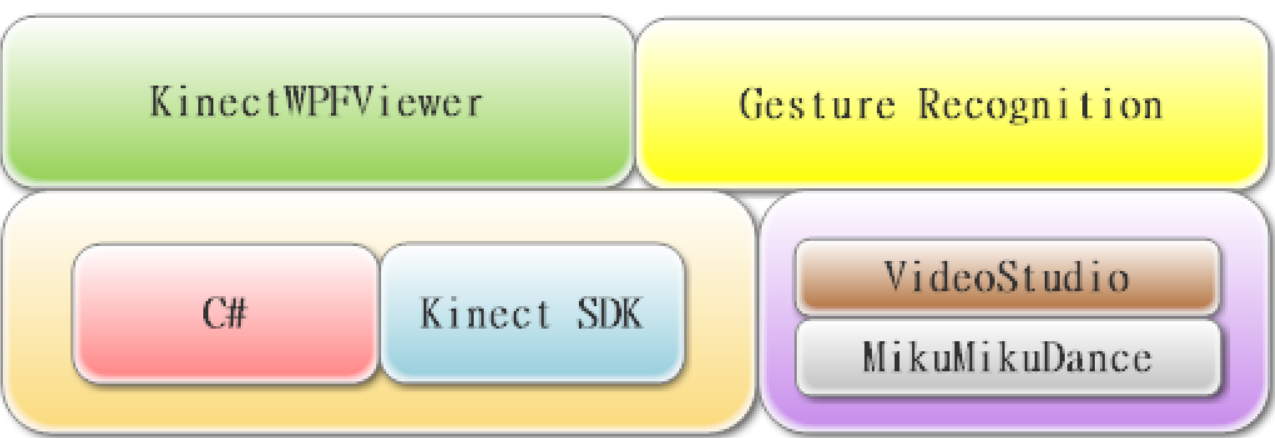 KinectWPFViewer
Gesture Recognition
C#
Kinect SDK
VideoStudio
MikuMikuDance